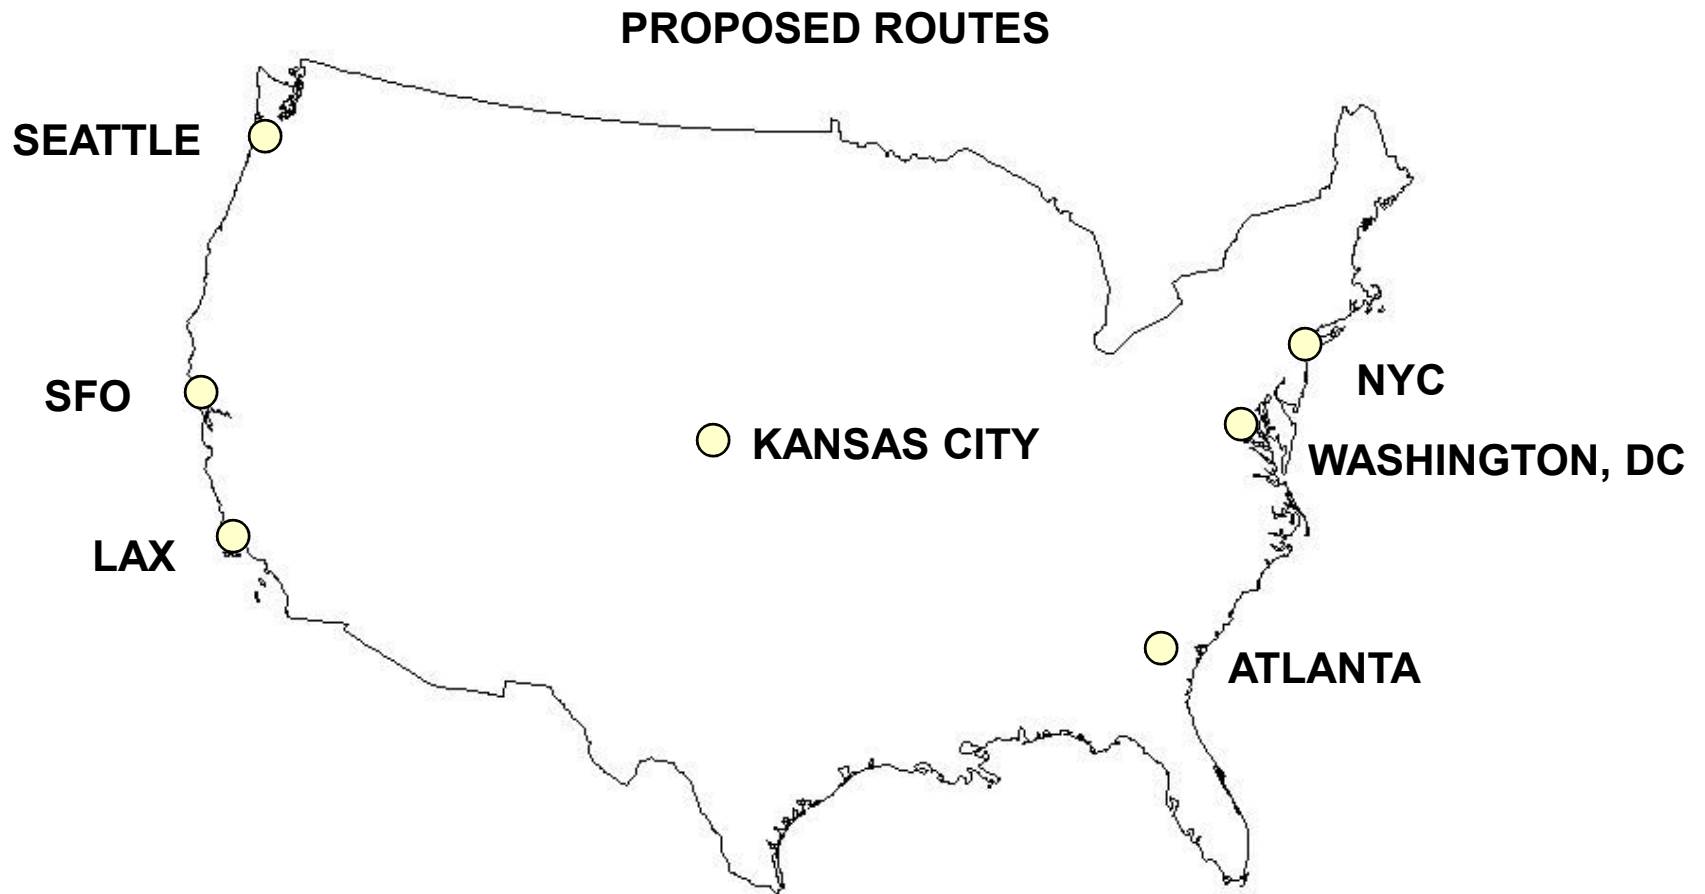 PROPOSED ROUTES
SEATTLE
SFO
NYC
KANSAS CITY
WASHINGTON, DC
LAX
ATLANTA